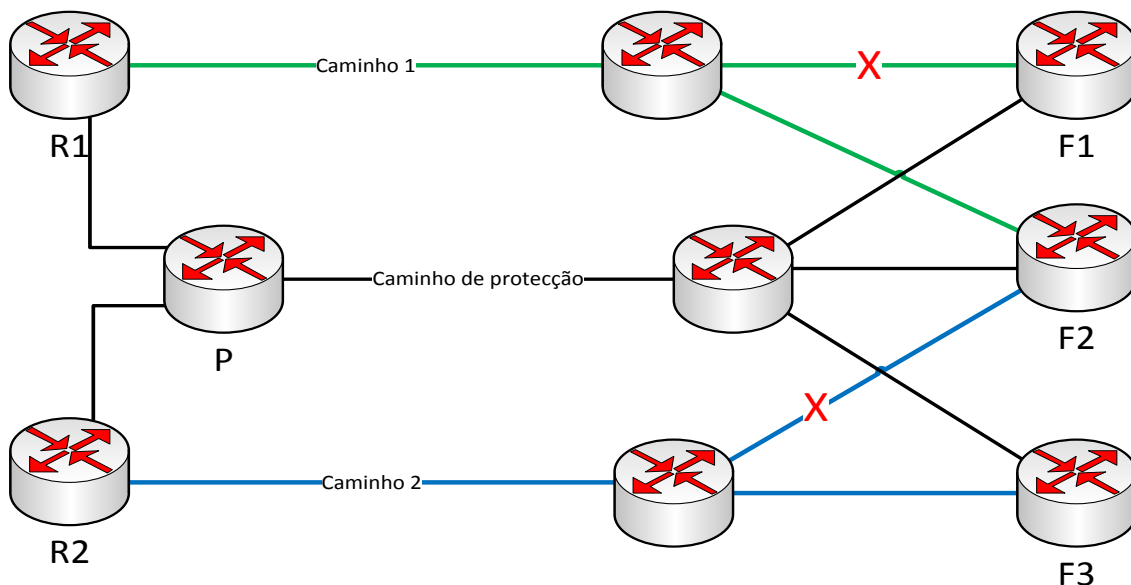 Caminho 1
X
R1
F1
Caminho de protecção
P
F2
X
Caminho 2
R2
F3